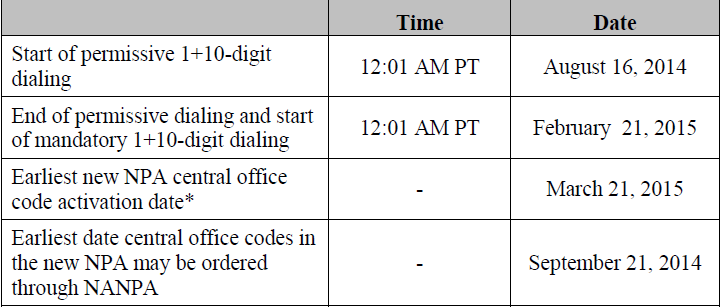 Time Date
Start of permissive 1+10-digit
dialing
12:01 AM PT August 16, 2014
End of permissive dialing and start
of mandatory 1+10-digit dialing
12:01 AM PT February 21, 2015
Earliest new NPA central office
code activation date*
- March 21, 2015
Earliest date central office codes in
the new NPA may be ordered
through NANPA
- September 21, 2014